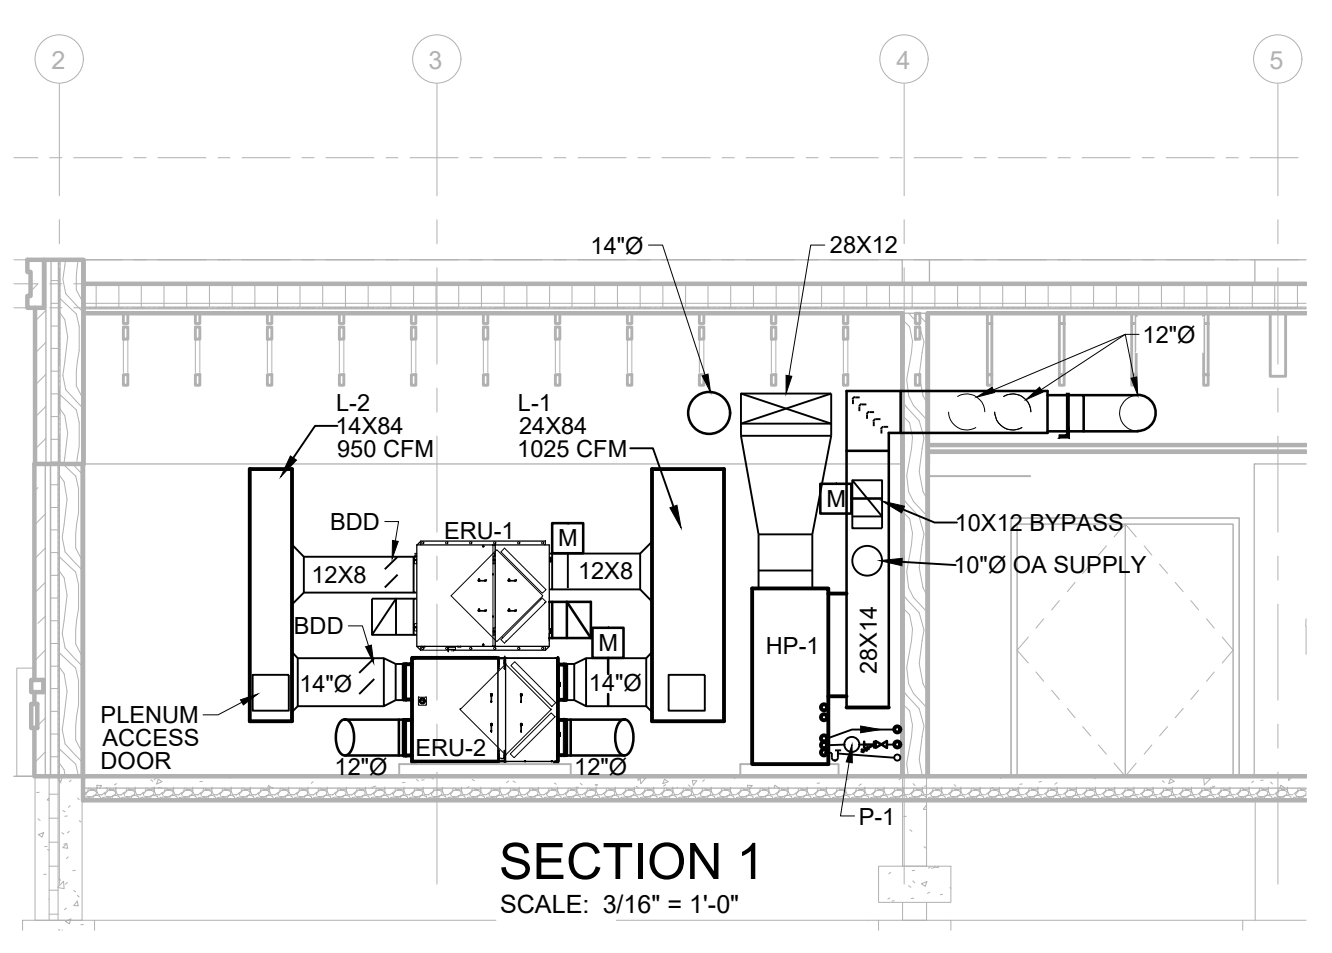 2
3
4
5
14"Ø
28X12
12"Ø
L-2
14X84
950 CFM
L-1
24X84
1025 CFM
M
10X12 BYPASS
BDD
ERU-1
M
12X8
12X8
10"Ø OA SUPPLY
BDD
M
HP-1
28X14
14"Ø
14"Ø
PLENUM
ACCESS
DOOR
ERU-2
12"Ø
12"Ø
P-1
SECTION 1
SCALE: 3/16" = 1'-0"